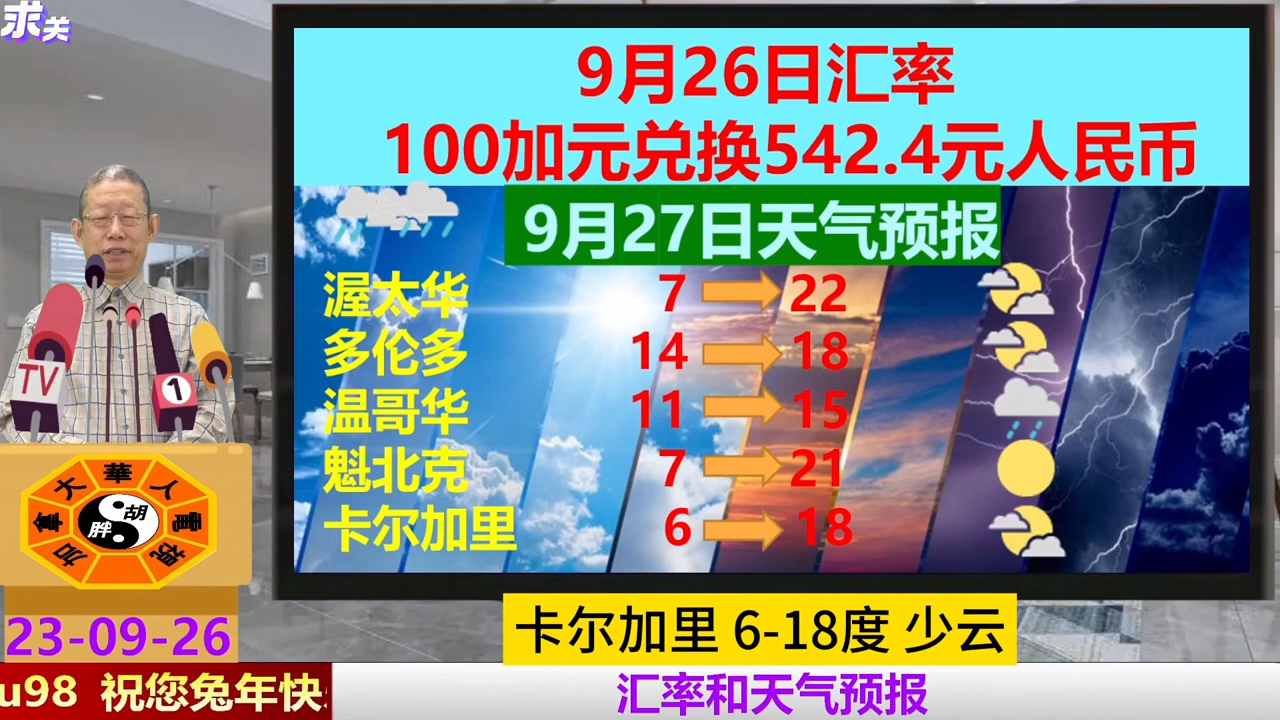 求关
9月26日汇率
100加元兑换542.4元人民币
9月27日天气预报
渥太华 7 22
多伦多 14 18
温哥华 11 15
魁北克 7 21
卡尔加里 6 18
TV
1
加拿大華人電視
胡胖
23-09-26
卡尔加里 6-18度 少云
u98 祝您兔年快
汇率和天气预报